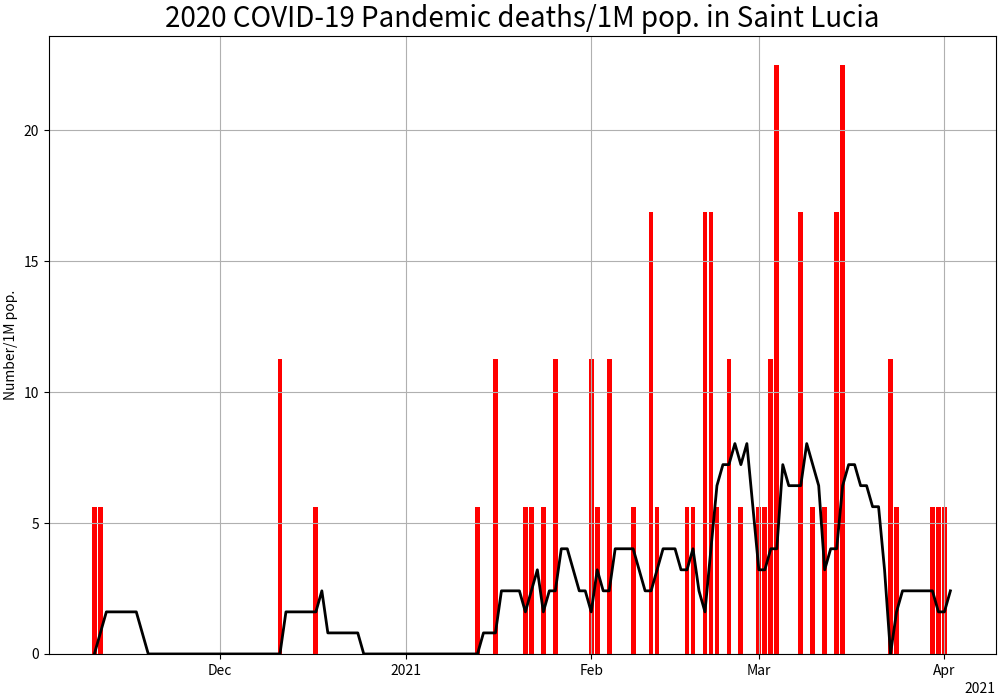 2020 COVID-19 Pandemic deaths/1M pop. in Saint Lucia
Number/1M pop.
20
15
10
5
0
Dec
2021
Feb
Mar
Apr
2021